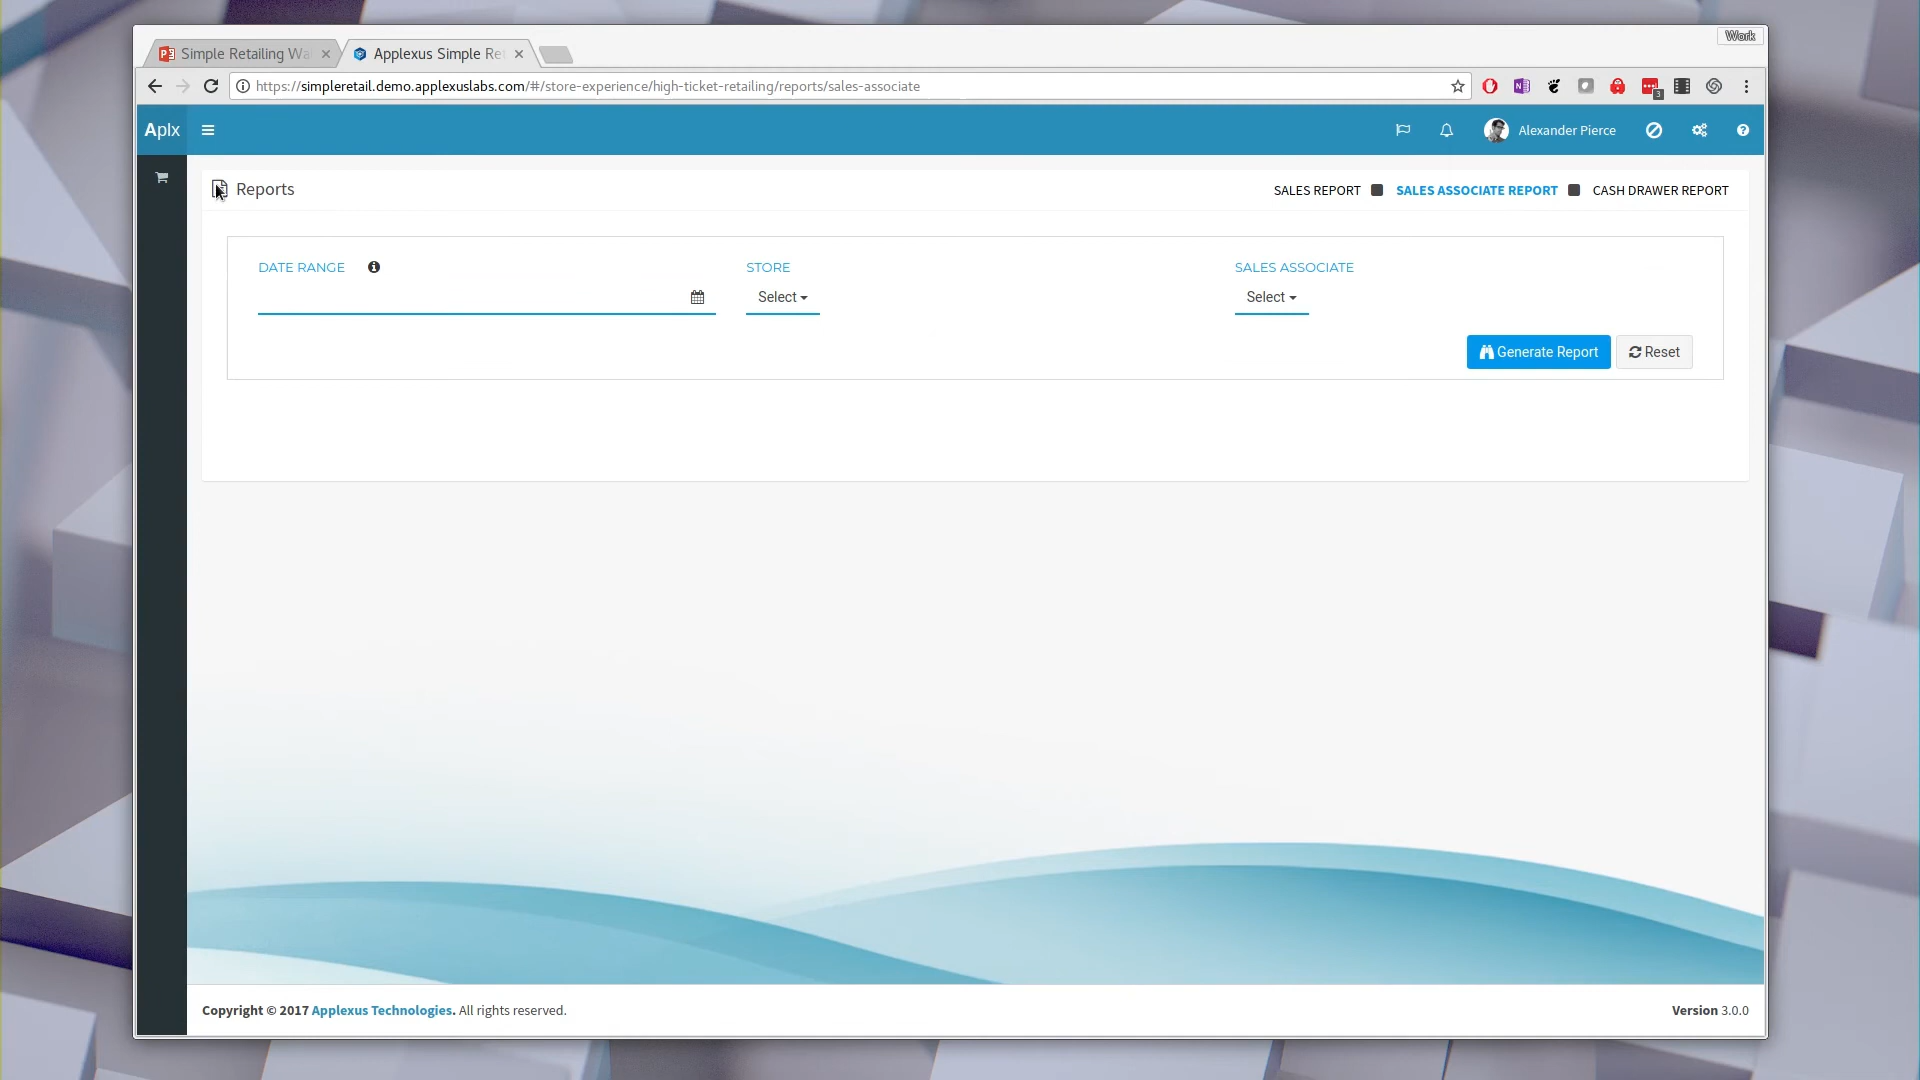 Work
Simple Retailing Wa
Applexus Simple Ret
https://simpleretail.demo.applexuslabs.com/#/store-experience/high-ticket-retailing/reports/sales-associate
3
Aplx
Alexander Pierce
Reports
SALES REPORT
SALES ASSOCIATE REPORT
CASH DRAWER REPORT
DATE RANGE
STORE
SALES ASSOCIATE
Select
Select
Generate Report
Reset
Copyright © 2017 Applexus Technologies. All rights reserved.
Version 3.0.0